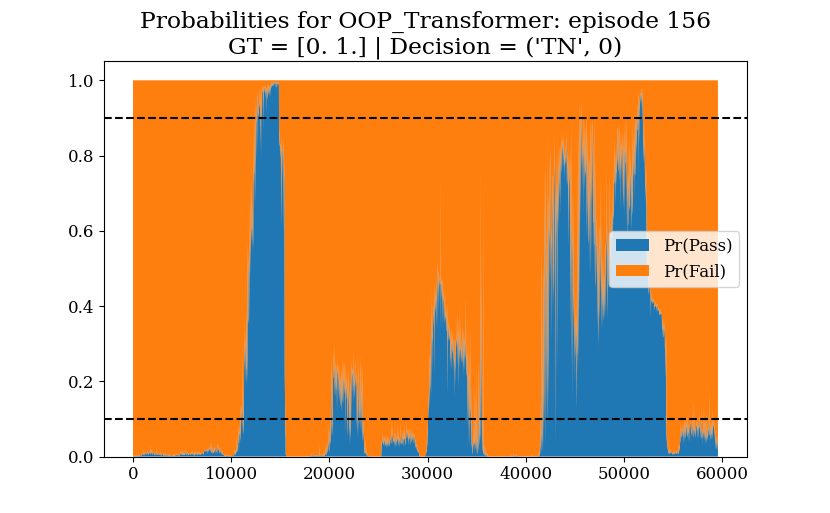 Probabilities for OOP_Transformer: episode 156
GT = [0. 1.] | Decision = ('TN', 0)
1.0
0.8
0.6
0.4
0.2
0.0
Pr(Pass)
Pr(Fail)
0 10000 20000 30000 40000 50000 60000